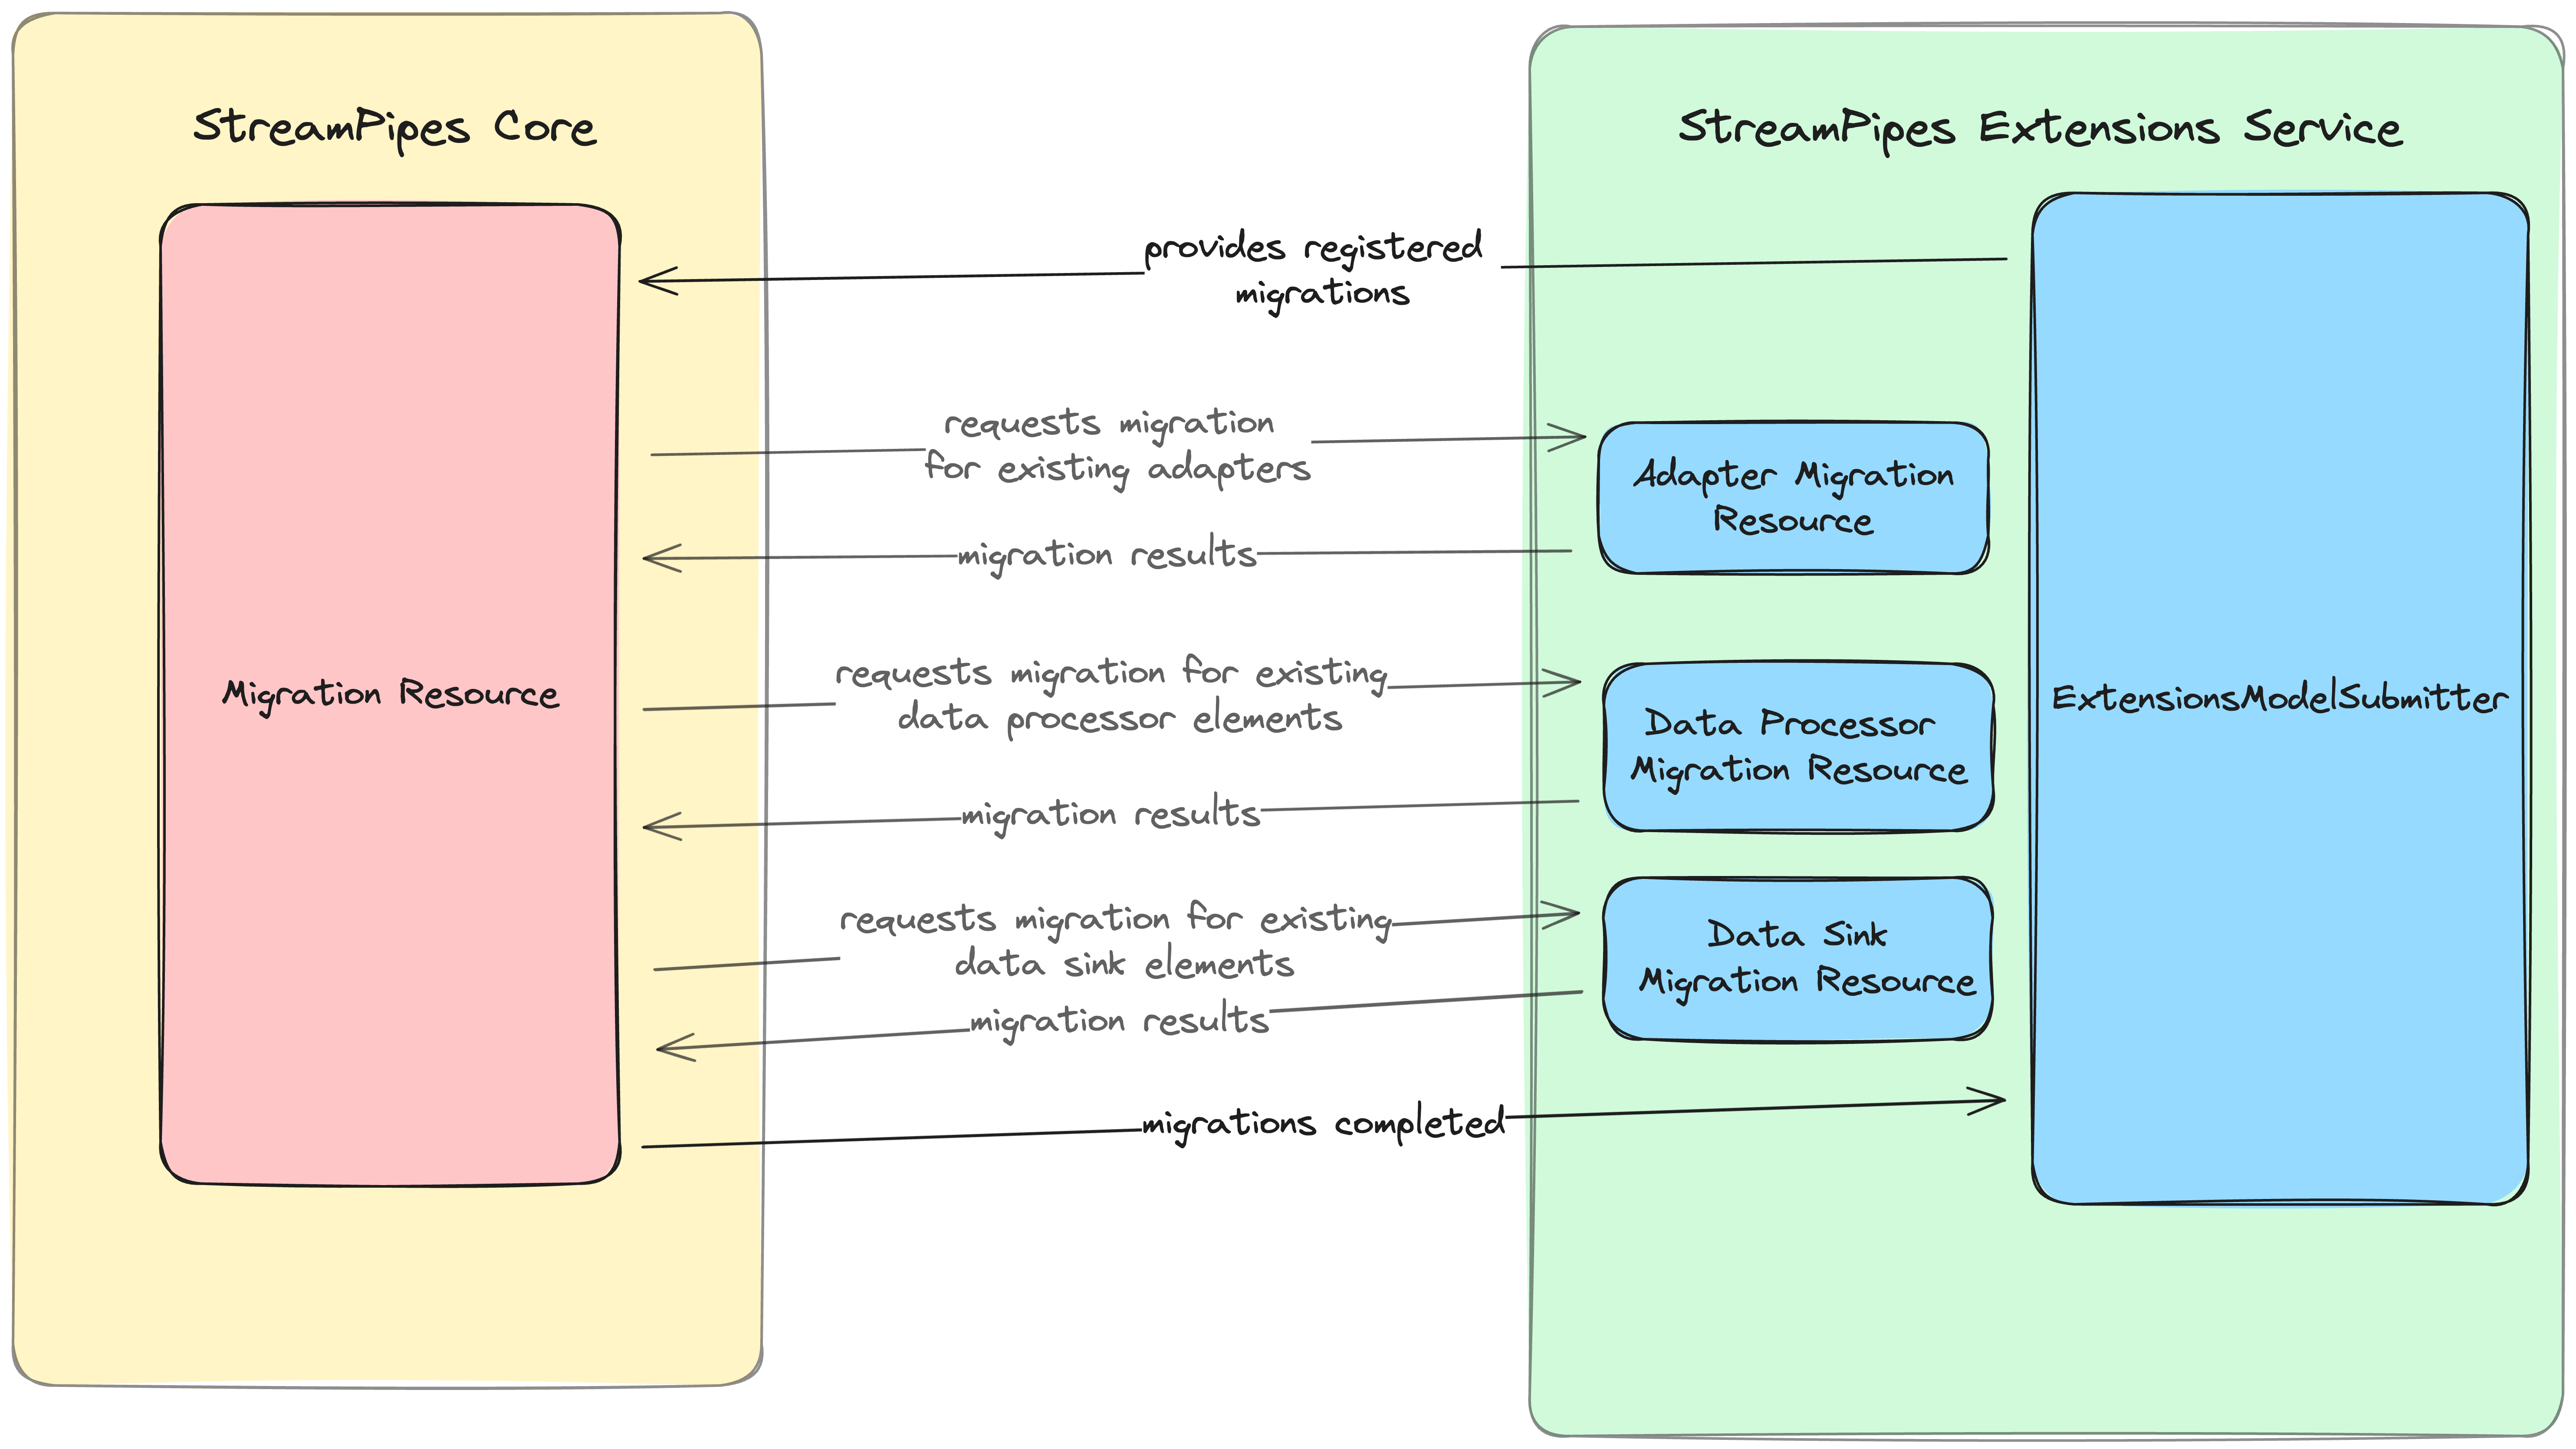 StreamPipes Core
Migration Resource
provides registered
migrations
requests migration
for existing adapters
migration results
requests migration for existing
data processor elements
migration results
requests migration for existing
data sink elements
migration results
migrations completed
StreamPipes Extensions Service
Adapter Migration
Resource
Data Processor
Migration Resource
Data Sink
Migration Resource
ExtensionsModelSubmitter